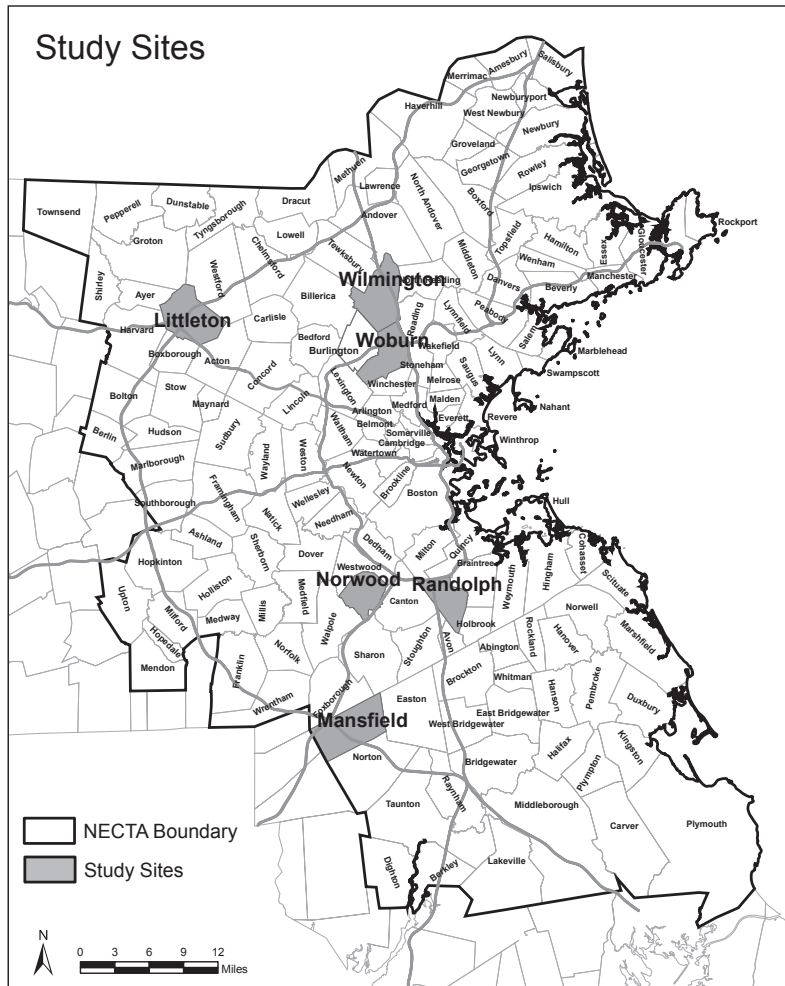 Study Sites
Salisbury
Amesbury
Merrimac
Haverhill
Newburyport
West Newbury
Newbury
Groveland
Georgetown
Rowley
Ipswich
Methuen
Lawrence
North Andover
Boxford
Andover
Townsend
Pepperell
Dunstable
Tyngsborough
Dracut
Lowell
Groton
Chelmsford
Westford
Tewksbury
Middleton
Topsfield
Hamilton
Wenham
Essex
Gloucester
Rockport
Manchester
Beverly
Danvers
Peabody
Shirley
Ayer
Harvard
Littleton
Carlisle
Billerica
Wilmington
North Reading
Reading
Lynnfield
Salem
Marblehead
Swampscott
Lynn
Nahant
Boxborough
Acton
Concord
Bedford
Burlington
Woburn
Wakefield
Stoneham
Saugus
Winchester
Melrose
Bolton
Stow
Maynard
Lincoln
Lexington
Arlington
Medford
Malden
Everett
Revere
Winthrop
Berlin
Hudson
Sudbury
Wayland
Weston
Waltham
Belmont
Somerville
Cambridge
Watertown
Marlborough
Southborough
Framingham
Natick
Wellesley
Newton
Brookline
Boston
Hull
Needham
Ashland
Sherborn
Dover
Dedham
Milton
Quincy
Braintree
Weymouth
Hingham
Cohasset
Scituate
Hopkinton
Holliston
Westwood
Norwood
Canton
Randolph
Holbrook
Norwell
Upton
Milford
Medway
Millis
Medfield
Walpole
Hopedale
Mendon
Norfolk
Franklin
Wrentham
Sharon
Stoughton
Avon
Abington
Rockland
Hanover
Marshfield
Foxborough
Mansfield
Easton
Brockton
Whitman
Hanson
Pembroke
Duxbury
West Bridgewater
East Bridgewater
Bridgewater
Halifax
Plympton
Kingston
Norton
Raynham
Taunton
Middleborough
Carver
Plymouth
Dighton
Berkley
Lakeville
NECTA Boundary
Study Sites
N
0 3 6 9 12
Miles